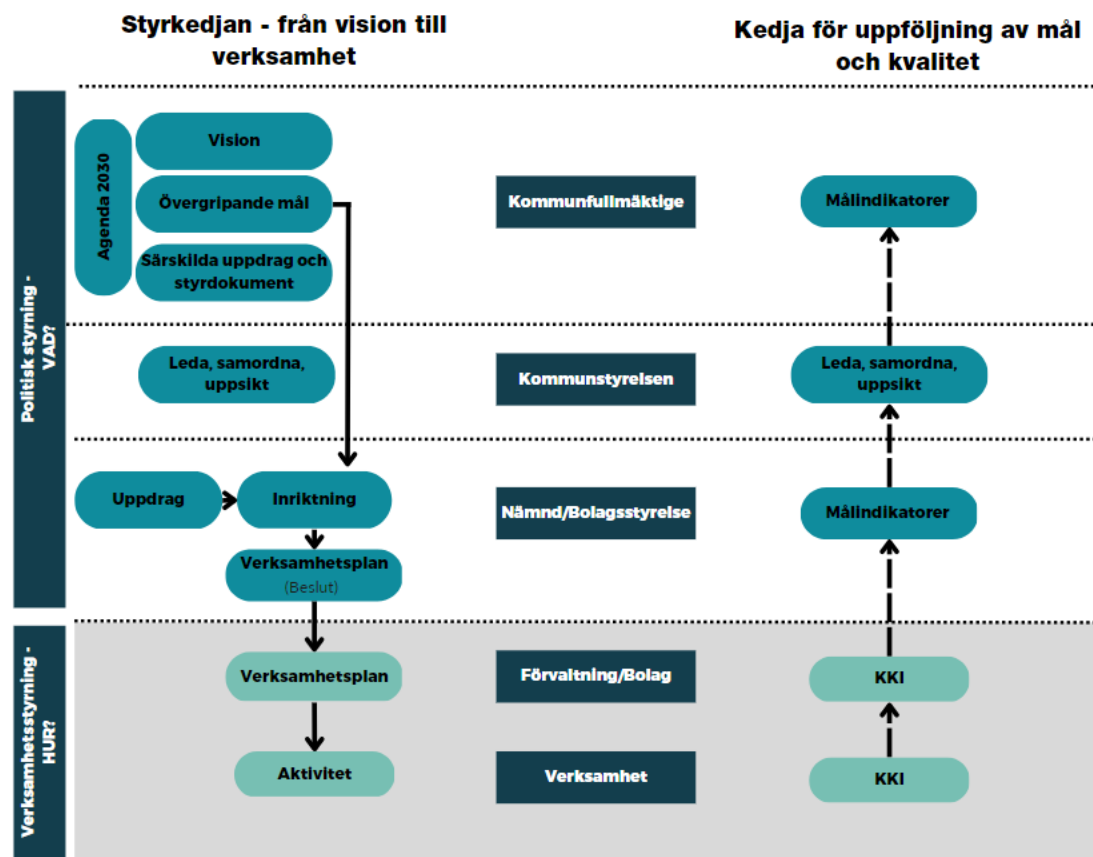 Styrkedjan - från vision till
verksamhet
Kedja för uppföljning av mål
och kvalitet
Politisk styrning -
VAD?
Agenda 2030
Vision
Övergripande mål
Särskilda uppdrag och
styrdokument
Kommunfullmäktige
Målindikatorer
Leda, samordna,
uppsikt
Kommunstyrelsen
Leda, samordna,
uppsikt
Uppdrag
Inriktning
Nämnd/Bolagsstyrelse
Målindikatorer
Verksamhetsplan
(Beslut)
Verksamhetsstyrning -
HUR?
Verksamhetsplan
Förvaltning/Bolag
KKI
Aktivitet
Verksamhet
KKI